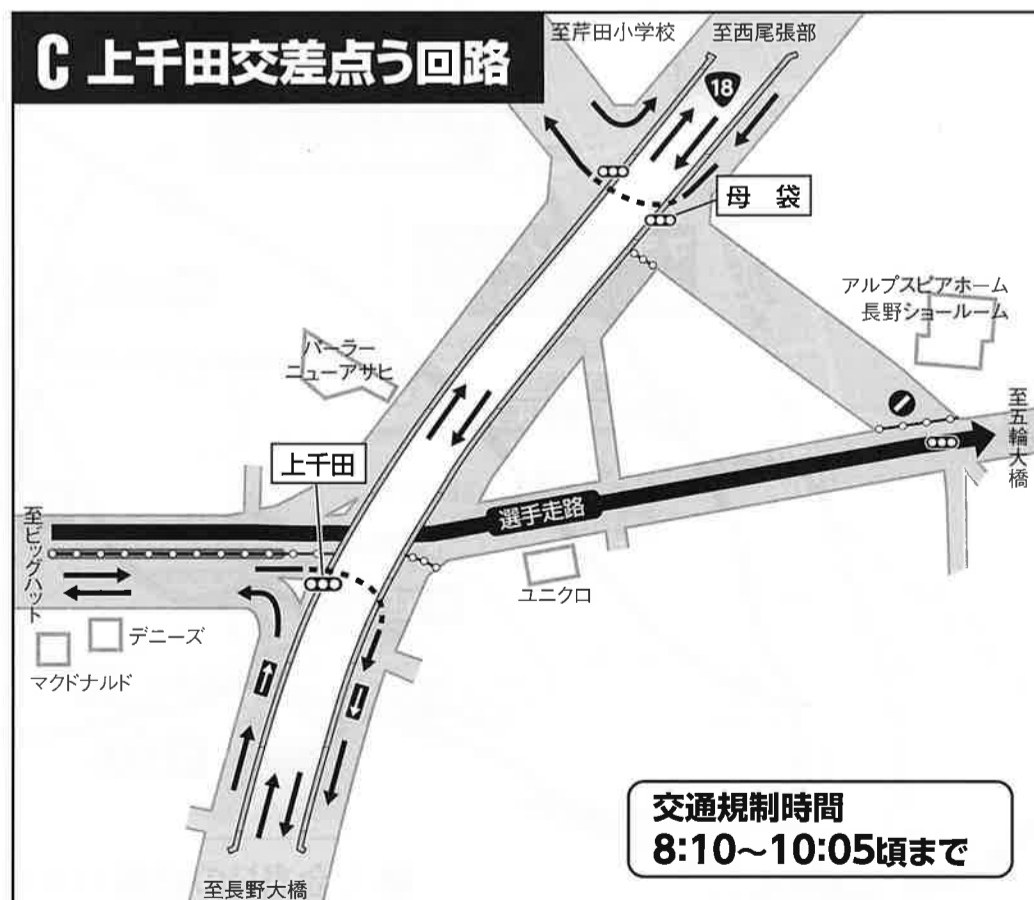 C 上千田交差点う回路
至芹田小学校
至西尾張部
18
母 袋
アルプスピアホーム
長野ショールーム
パーラー
ニューアサヒ
至五輪大橋
上千田
選手走路
至ビッグハット
ユニクロ
デニーズ
マクドナルド
交通規制時間
8:10～10:05頃まで
至長野大橋